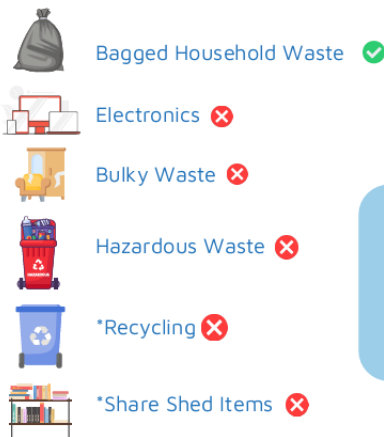 Bagged Household Waste
Electronics
Bulky Waste
Hazardous Waste
*Recycling
*Share Shed Items